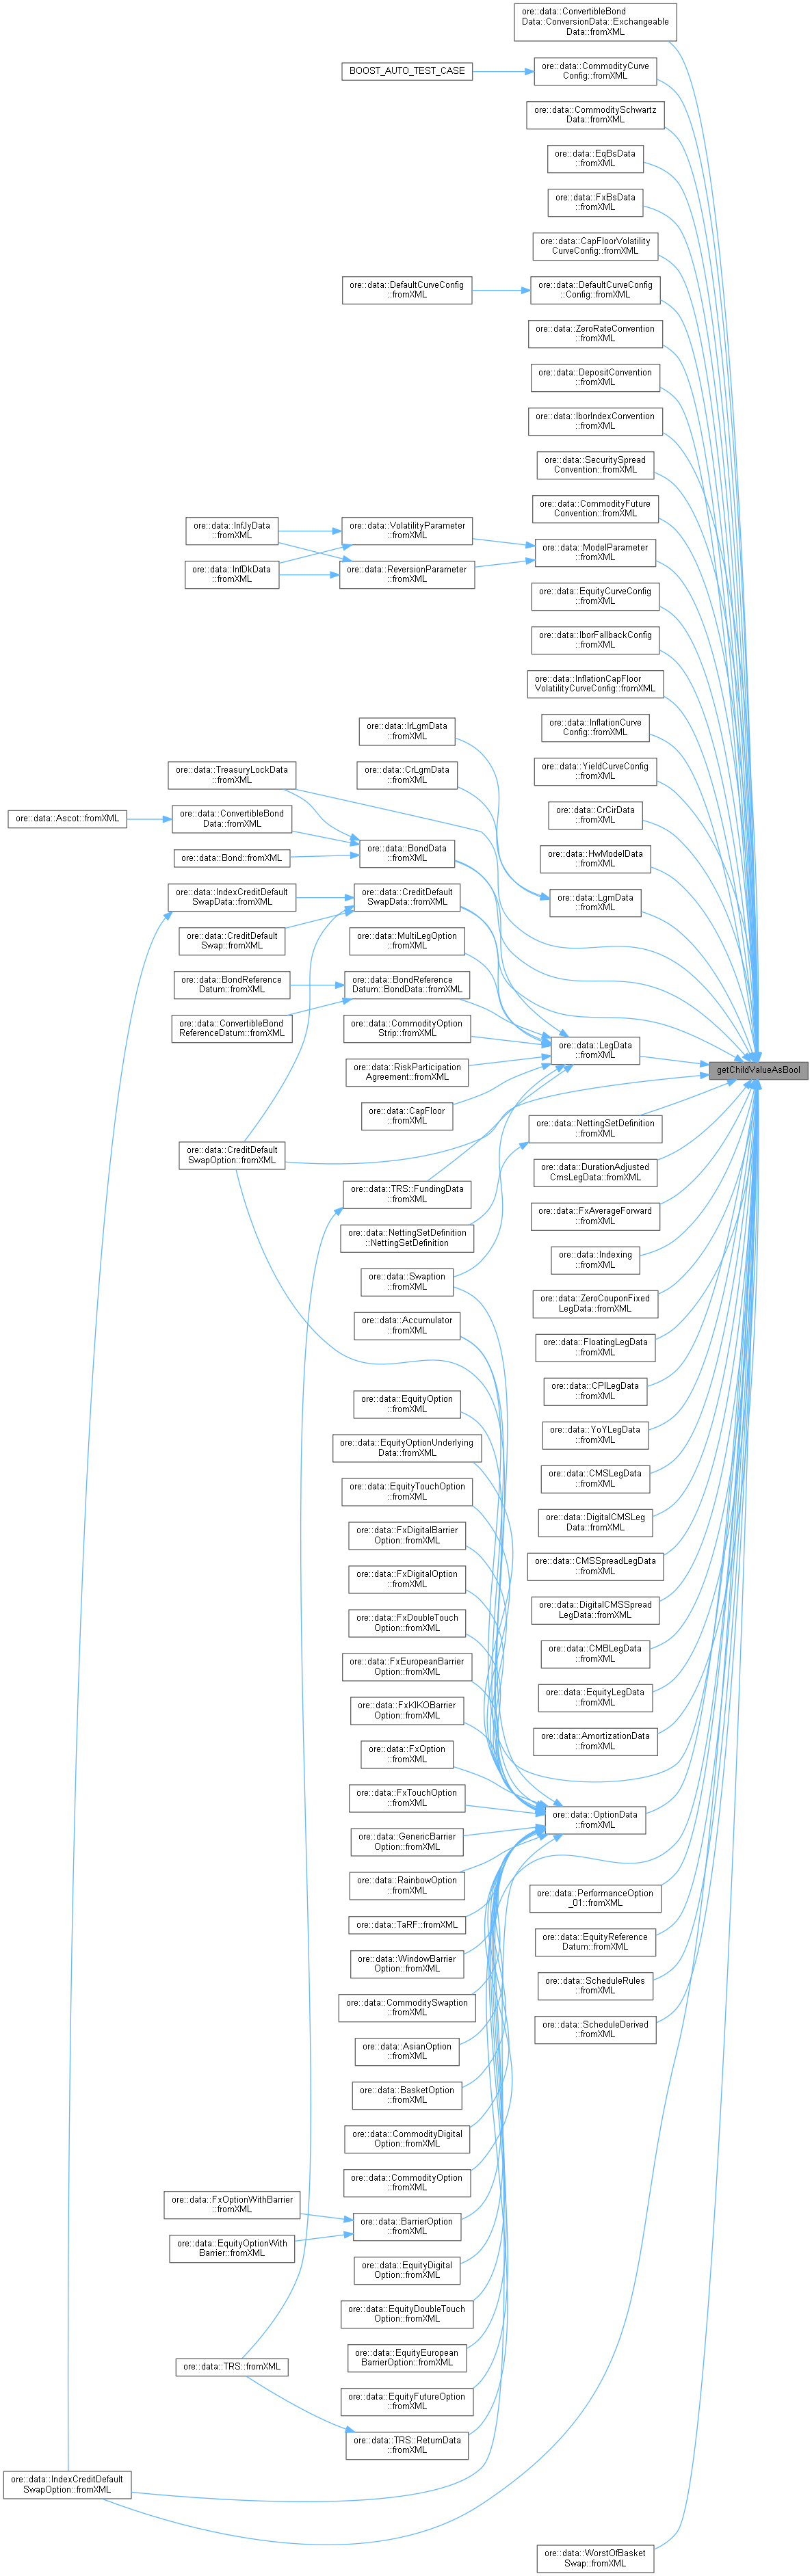 ore::data::ConvertibleBond
Data::ConversionData::Exchangeable
Data::fromXML
BOOST_AUTO_TEST_CASE
ore::data::CommodityCurve
Config::fromXML
ore::data::CommoditySchwartz
Data::fromXML
ore::data::EqBsData
::fromXML
ore::data::FxBsData
::fromXML
ore::data::CapFloorVolatility
CurveConfig::fromXML
ore::data::DefaultCurveConfig
::fromXML
ore::data::DefaultCurveConfig
::Config::fromXML
ore::data::ZeroRateConvention
::fromXML
ore::data::DepositConvention
::fromXML
ore::data::IborIndexConvention
::fromXML
ore::data::SecuritySpread
Convention::fromXML
ore::data::CommodityFuture
Convention::fromXML
ore::data::InfJyData
::fromXML
ore::data::VolatilityParameter
::fromXML
ore::data::ModelParameter
::fromXML
ore::data::InfDkData
::fromXML
ore::data::ReversionParameter
::fromXML
ore::data::EquityCurveConfig
::fromXML
ore::data::IborFallbackConfig
::fromXML
ore::data::InflationCapFloor
VolatilityCurveConfig::fromXML
ore::data::IrLgmData
::fromXML
ore::data::InflationCurve
Config::fromXML
ore::data::TreasuryLockData
::fromXML
ore::data::CrLgmData
::fromXML
ore::data::YieldCurveConfig
::fromXML
ore::data::Ascot::fromXML
ore::data::ConvertibleBond
Data::fromXML
ore::data::CrCirData
::fromXML
ore::data::Bond::fromXML
ore::data::BondData
::fromXML
ore::data::HwModelData
::fromXML
ore::data::IndexCreditDefault
SwapData::fromXML
ore::data::CreditDefault
SwapData::fromXML
ore::data::LgmData
::fromXML
ore::data::CreditDefault
Swap::fromXML
ore::data::MultiLegOption
::fromXML
ore::data::BondReference
Datum::fromXML
ore::data::BondReference
Datum::BondData::fromXML
ore::data::ConvertibleBond
ReferenceDatum::fromXML
ore::data::CommodityOption
Strip::fromXML
ore::data::LegData
::fromXML
ore::data::RiskParticipation
Agreement::fromXML
getChildValueAsBool
ore::data::CapFloor
::fromXML
ore::data::NettingSetDefinition
::fromXML
ore::data::CreditDefault
SwapOption::fromXML
ore::data::DurationAdjusted
CmsLegData::fromXML
ore::data::TRS::FundingData
::fromXML
ore::data::FxAverageForward
::fromXML
ore::data::NettingSetDefinition
::NettingSetDefinition
ore::data::Indexing
::fromXML
ore::data::Swaption
::fromXML
ore::data::ZeroCouponFixed
LegData::fromXML
ore::data::Accumulator
::fromXML
ore::data::FloatingLegData
::fromXML
ore::data::CPILegData
::fromXML
ore::data::EquityOption
::fromXML
ore::data::YoYLegData
::fromXML
ore::data::EquityOptionUnderlying
Data::fromXML
ore::data::CMSLegData
::fromXML
ore::data::EquityTouchOption
::fromXML
ore::data::DigitalCMSLeg
Data::fromXML
ore::data::FxDigitalBarrier
Option::fromXML
ore::data::CMSSpreadLegData
::fromXML
ore::data::FxDigitalOption
::fromXML
ore::data::DigitalCMSSpread
LegData::fromXML
ore::data::FxDoubleTouch
Option::fromXML
ore::data::CMBLegData
::fromXML
ore::data::FxEuropeanBarrier
Option::fromXML
ore::data::EquityLegData
::fromXML
ore::data::FxKIKOBarrier
Option::fromXML
ore::data::AmortizationData
::fromXML
ore::data::FxOption
::fromXML
ore::data::FxTouchOption
::fromXML
ore::data::OptionData
::fromXML
ore::data::GenericBarrier
Option::fromXML
ore::data::RainbowOption
::fromXML
ore::data::PerformanceOption
_01::fromXML
ore::data::TaRF::fromXML
ore::data::EquityReference
Datum::fromXML
ore::data::WindowBarrier
Option::fromXML
ore::data::ScheduleRules
::fromXML
ore::data::CommoditySwaption
::fromXML
ore::data::ScheduleDerived
::fromXML
ore::data::AsianOption
::fromXML
ore::data::BasketOption
::fromXML
ore::data::CommodityDigital
Option::fromXML
ore::data::CommodityOption
::fromXML
ore::data::FxOptionWithBarrier
::fromXML
ore::data::BarrierOption
::fromXML
ore::data::EquityOptionWith
Barrier::fromXML
ore::data::EquityDigital
Option::fromXML
ore::data::EquityDoubleTouch
Option::fromXML
ore::data::EquityEuropean
BarrierOption::fromXML
ore::data::TRS::fromXML
ore::data::EquityFutureOption
::fromXML
ore::data::TRS::ReturnData
::fromXML
ore::data::IndexCreditDefault
SwapOption::fromXML
ore::data::WorstOfBasket
Swap::fromXML